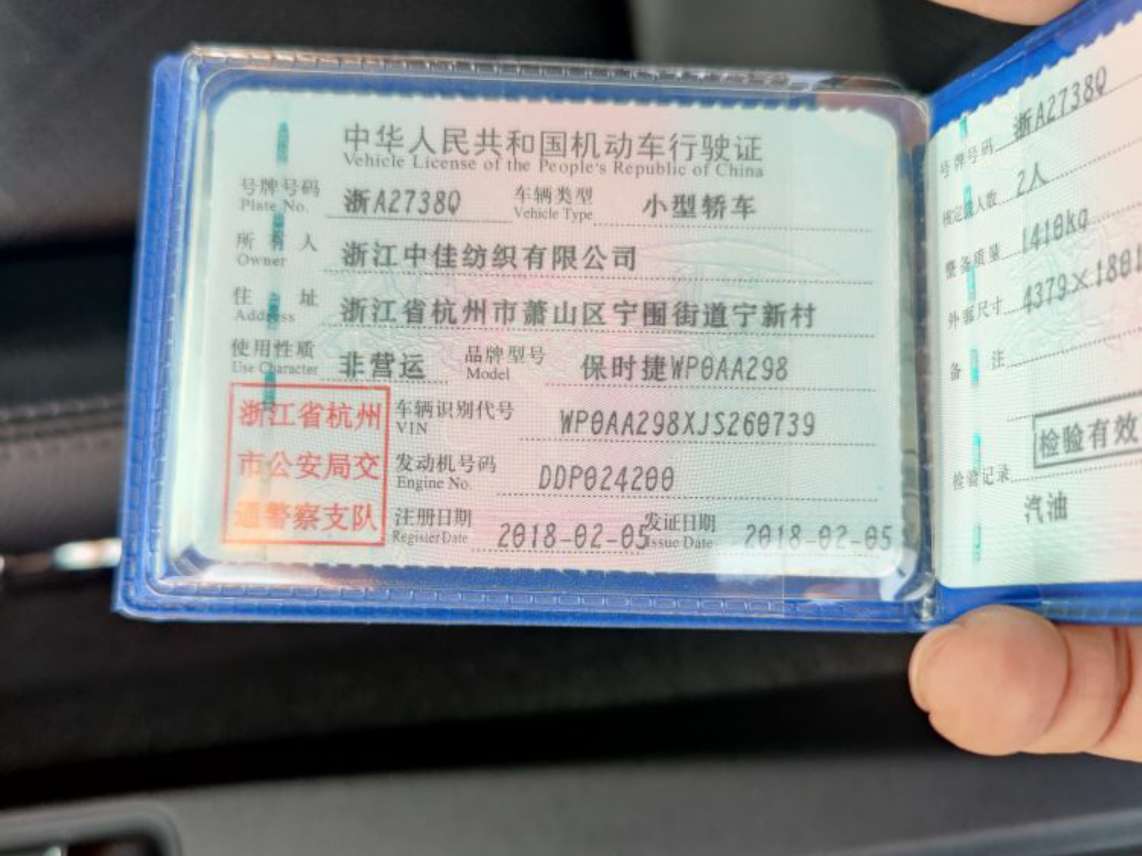 中华人民共和国机动车行驶证
Vehicle License of the People's Republic of China
号牌号码 浙A2738Q 车辆类型 小型轿车
Plate No. Vehicle Type
所有人 浙江中佳纺织有限公司
Owner
住址 浙江省杭州市萧山区宁围街道宁新村
Address
使用性质 非营运 品牌型号 保时捷WP0AA298
Use Character Model
浙江省杭州
市公安局交
通警察支队
车辆识别代号 WP0AA298XJS260739
VIN
发动机号码 DDP024200
Engine No.
注册日期 2018-02-05 发证日期 2018-02-05
Register Date Issue Date
号牌号码 浙A2738Q
核定载人数 2人
整备质量 1410kg
外廓尺寸 4379×1801
备注
检验有效
检验记录
汽油